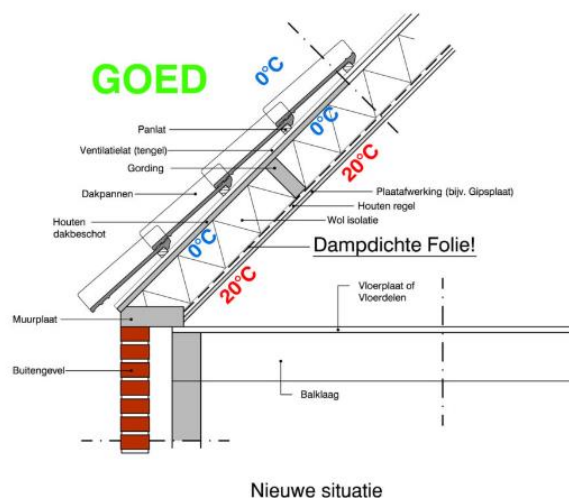 GOED
0°C
Panlat
0°C
Ventilatielat (tengel)
Gording
20°C
Plaatafwerking (bijv. Gipsplaat)
Dakpannen
Houten regel
Wol isolatie
Houten
dakbeschot
0°C
Dampdichte Folie!
20°C
Vloerplaat of
Vloerdelen
Muurplaat
Buitengevel
Balklaag
Nieuwe situatie